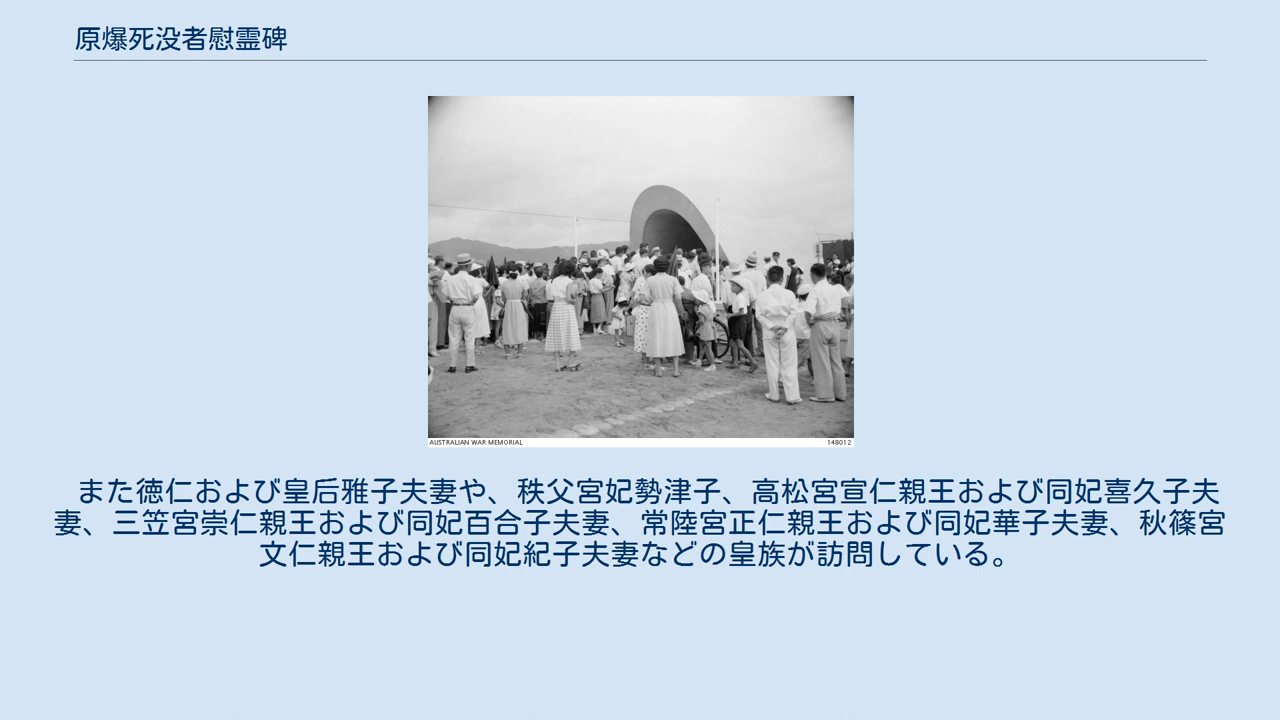 原爆死没者慰霊碑
AUSTRALIAN WAR MEMORIAL
148012
また徳仁および皇后雅子夫妻や、秩父宮妃勢津子、高松宮宣仁親王および同妃喜久子夫
妻、三笠宮崇仁親王および同妃百合子夫妻、常陸宮正仁親王および同妃華子夫妻、秋篠宮
文仁親王および同妃紀子夫妻などの皇族が訪問している。